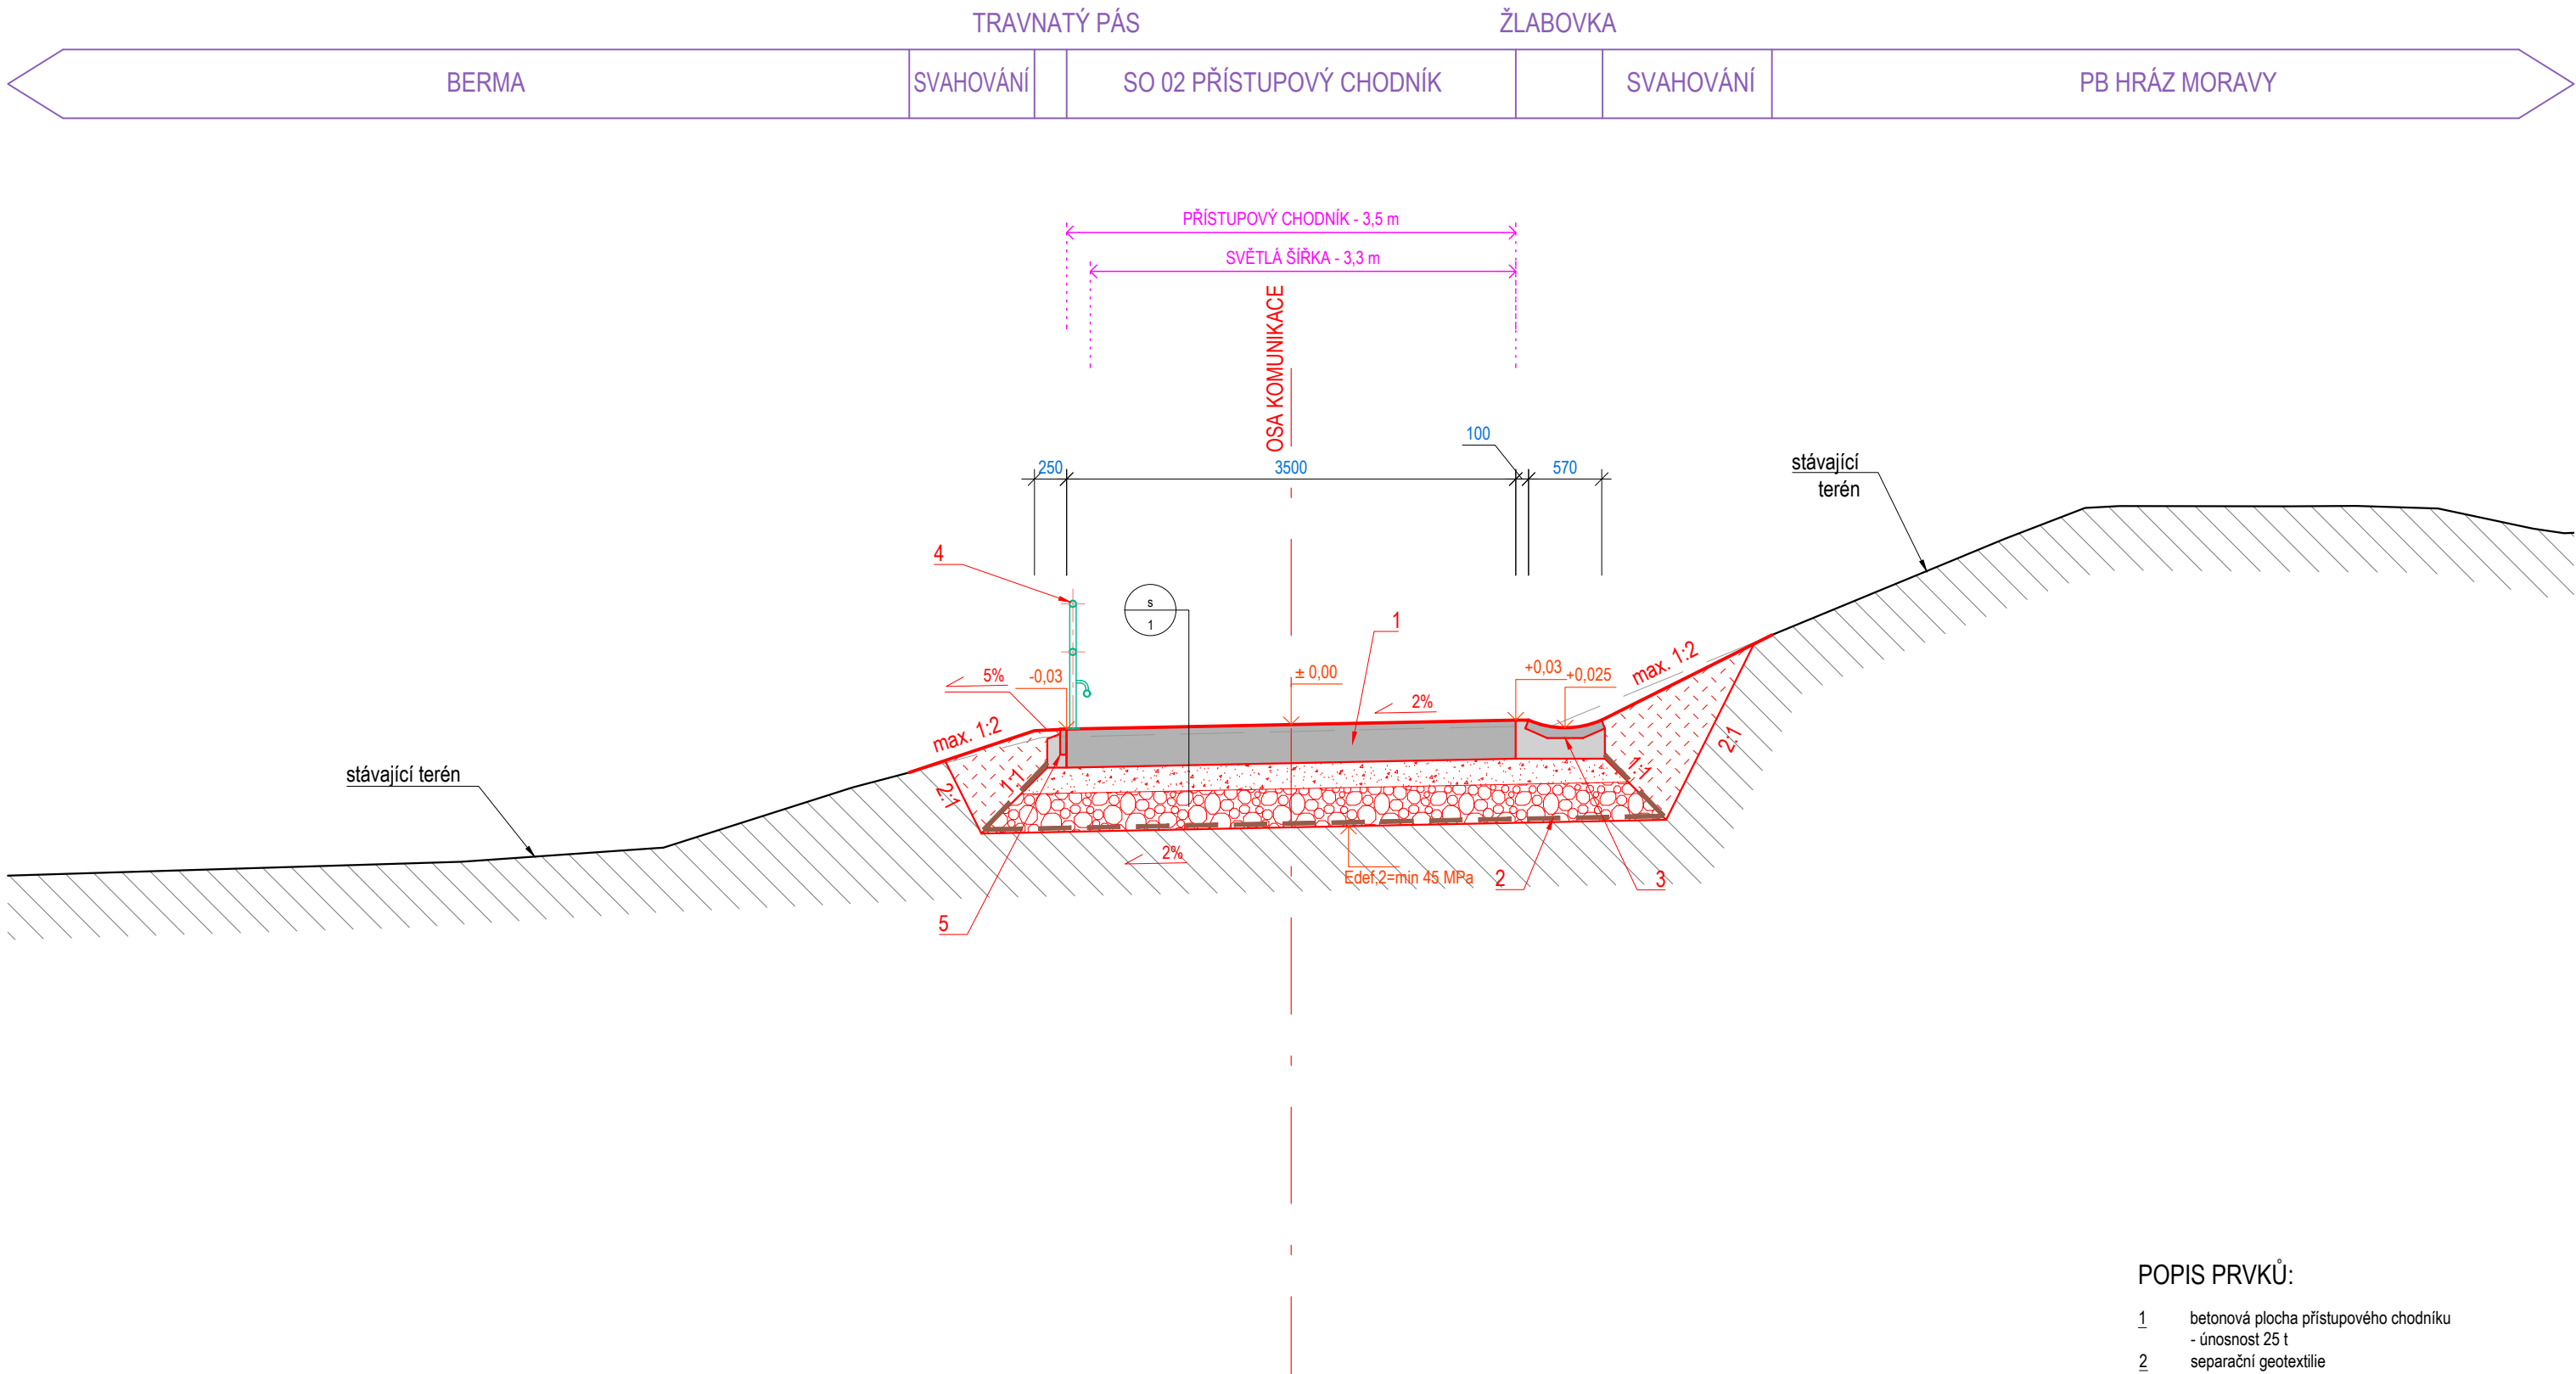 TRAVNATÝ PÁS
ŽLABOVKA
BERMA
SVAHOVÁNÍ
SO 02 PŘÍSTUPOVÝ CHODNÍK
SVAHOVÁNÍ
PB HRÁZ MORAVY
PŘÍSTUPOVÝ CHODNÍK - 3,5 m
SVĚTLÁ ŠÍŘKA - 3,3 m
OSA KOMUNIKACE
100
250
3500
570
stávající
terén
4
s
1
1
5%
-0,03
± 0,00
+0,03
+0,025
max. 1:2
2%
max. 1:2
2:1
stávající terén
2:1
1:1
1:1
2%
Edef,2=min 45 MPa
2
3
5
POPIS PRVKŮ:
1 betonová plocha přístupového chodníku
- únosnost 25 t
2 separační geotextilie